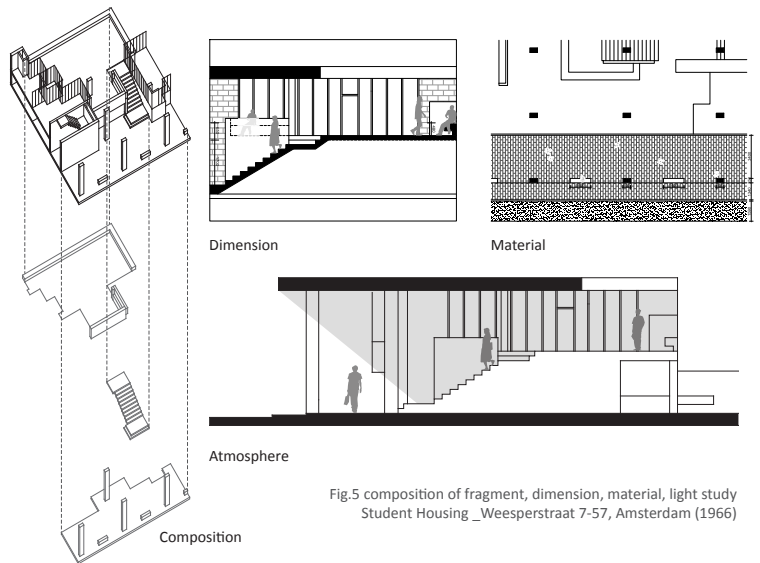 Dimension
Material
Atmosphere
Fig.5 composition of fragment, dimension, material, light study
Student Housing _Weesperstraat 7-57, Amsterdam (1966)
Composition